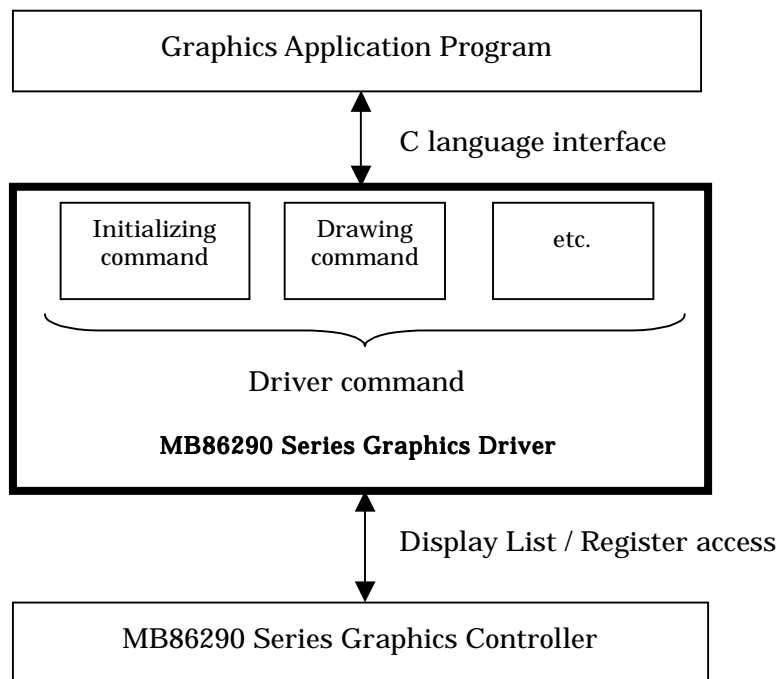 Graphics Application Program
C language interface
Initializing
command
Drawing
command
etc.
Driver command
MB86290 Series Graphics Driver
Display List / Register access
MB86290 Series Graphics Controller